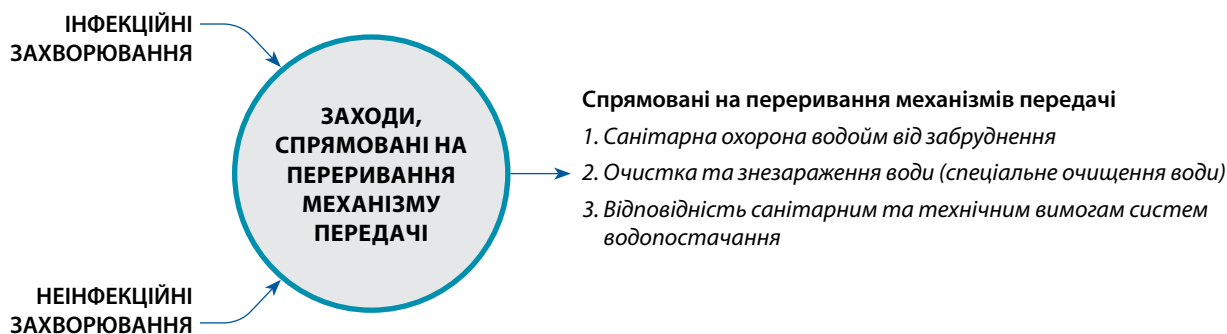 ІНФЕКЦІЙНІ
ЗАХВОРЮВАННЯ
ЗАХОДИ,
СПРЯМОВАНІ НА
ПЕРЕРИВАННЯ
МЕХАНІЗМУ
ПЕРЕДАЧІ
Спрямовані на переривання механізмів передачі
1. Санітарна охорона водойм від забруднення
2. Очистка та знезараження води (спеціальне очищення води)
3. Відповідність санітарним та технічним вимогам систем
водопостачання
НЕІНФЕКЦІЙНІ
ЗАХВОРЮВАННЯ